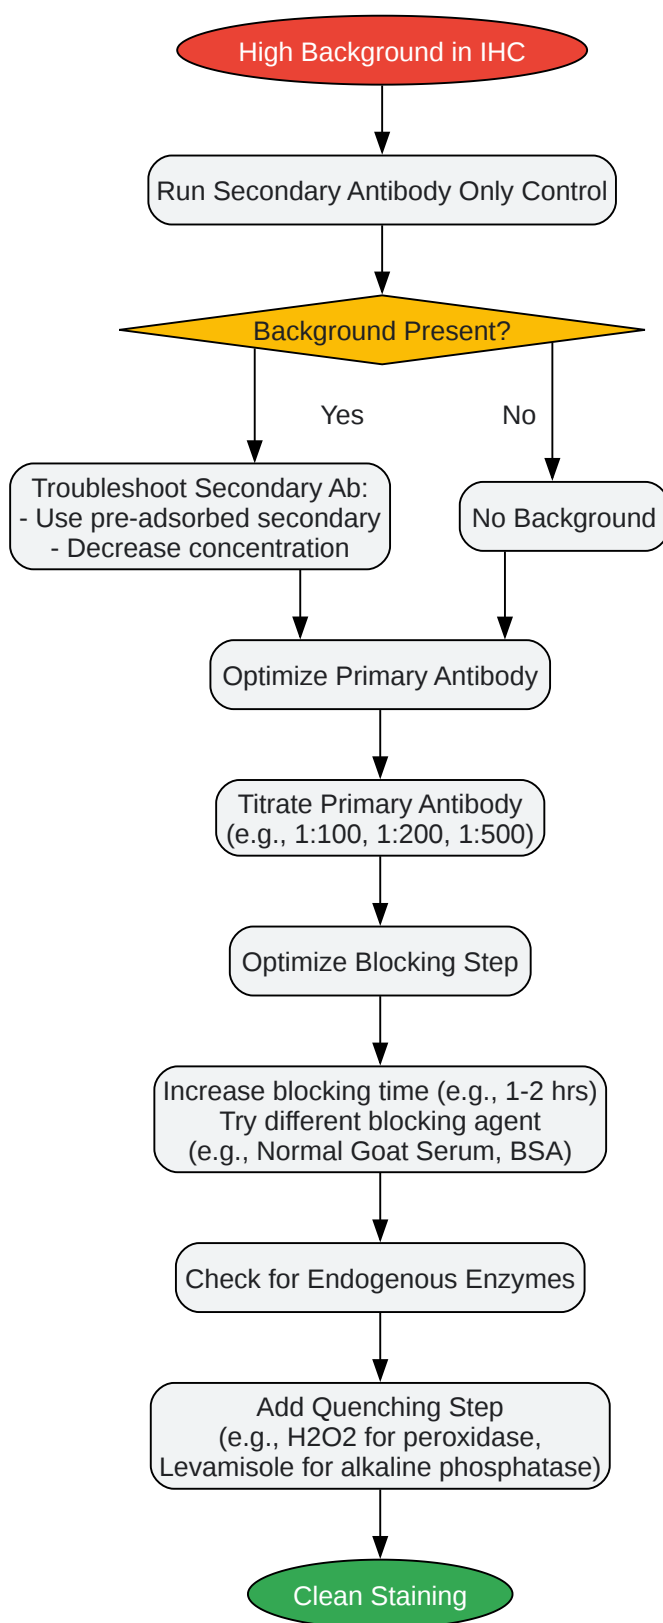 High Background in IHC
Run Secondary Antibody Only Control
Background Present?
Yes
No
Troubleshoot Secondary Ab:
- Use pre-adsorbed secondary
- Decrease concentration
No Background
Optimize Primary Antibody
Titrate Primary Antibody
(e.g., 1:100, 1:200, 1:500)
Optimize Blocking Step
Increase blocking time (e.g., 1-2 hrs)
Try different blocking agent
(e.g., Normal Goat Serum, BSA)
Check for Endogenous Enzymes
Add Quenching Step
(e.g., H2O2 for peroxidase,
Levamisole for alkaline phosphatase)
Clean Staining